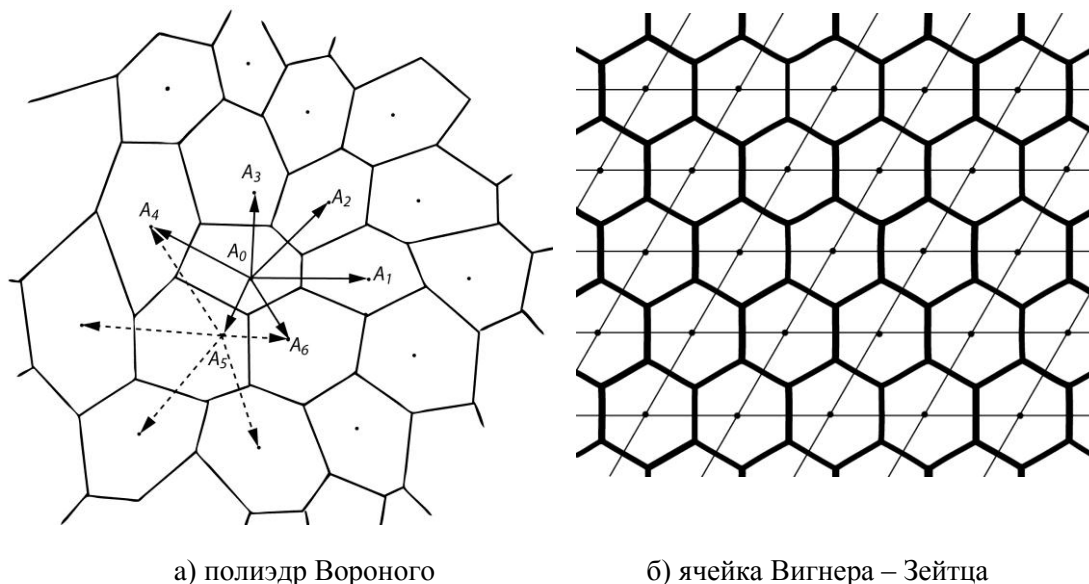 A3
A2
A4
A0
A1
A5
A6
а) полиэдр Вороного
б) ячейка Вигнера – Зейтца